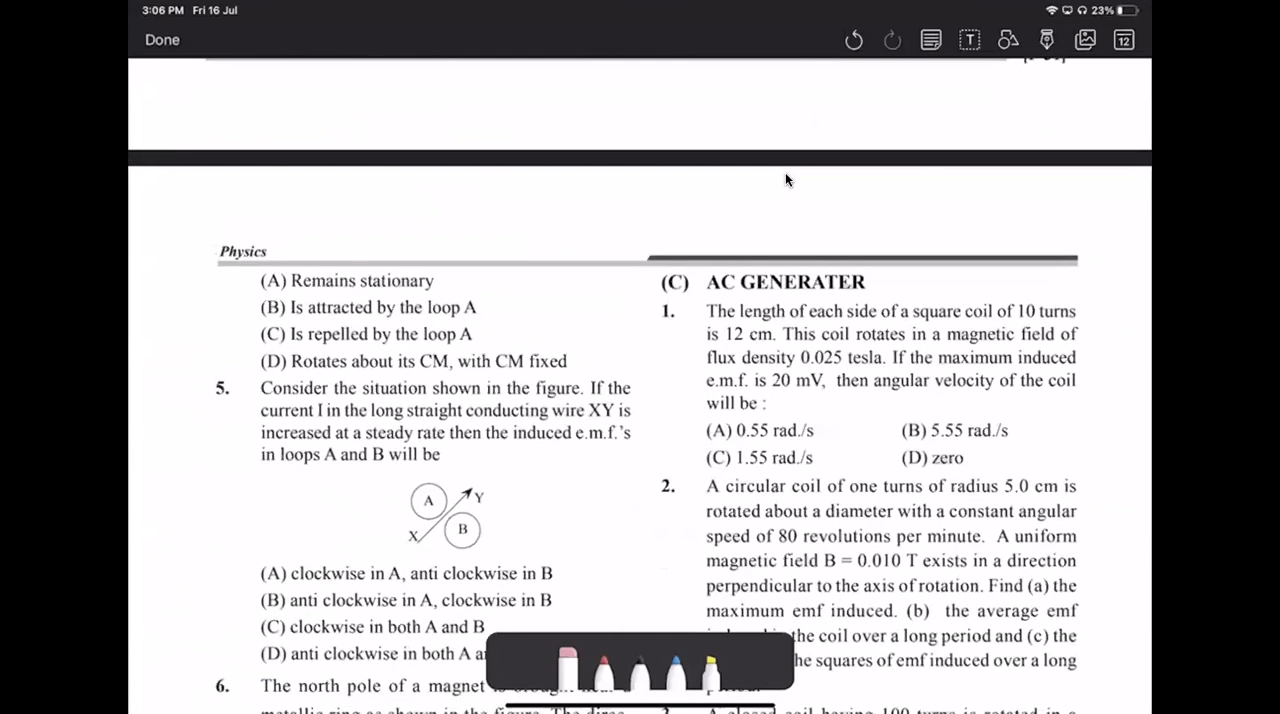 3:06 PM Fri 16 Jul
23%
Done
T
12
Physics
(A) Remains stationary
(B) Is attracted by the loop A
(C) Is repelled by the loop A
(D) Rotates about its CM, with CM fixed
5. Consider the situation shown in the figure. If the
current I in the long straight conducting wire XY is
increased at a steady rate then the induced e.m.f.'s
in loops A and B will be
A
Y
X
B
(A) clockwise in A, anti clockwise in B
(B) anti clockwise in A, clockwise in B
(C) clockwise in both A and B
(D) anti clockwise in both A
6. The north pole of a magnet
(C) AC GENERATER
1. The length of each side of a square coil of 10 turns
is 12 cm. This coil rotates in a magnetic field of
flux density 0.025 tesla. If the maximum induced
e.m.f. is 20 mV, then angular velocity of the coil
will be :
(A) 0.55 rad./s (B) 5.55 rad./s
(C) 1.55 rad./s (D) zero
2. A circular coil of one turns of radius 5.0 cm is
rotated about a diameter with a constant angular
speed of 80 revolutions per minute. A uniform
magnetic field B = 0.010 T exists in a direction
perpendicular to the axis of rotation. Find (a) the
maximum emf induced. (b) the average emf
the coil over a long period and (c) the
he squares of emf induced over a long